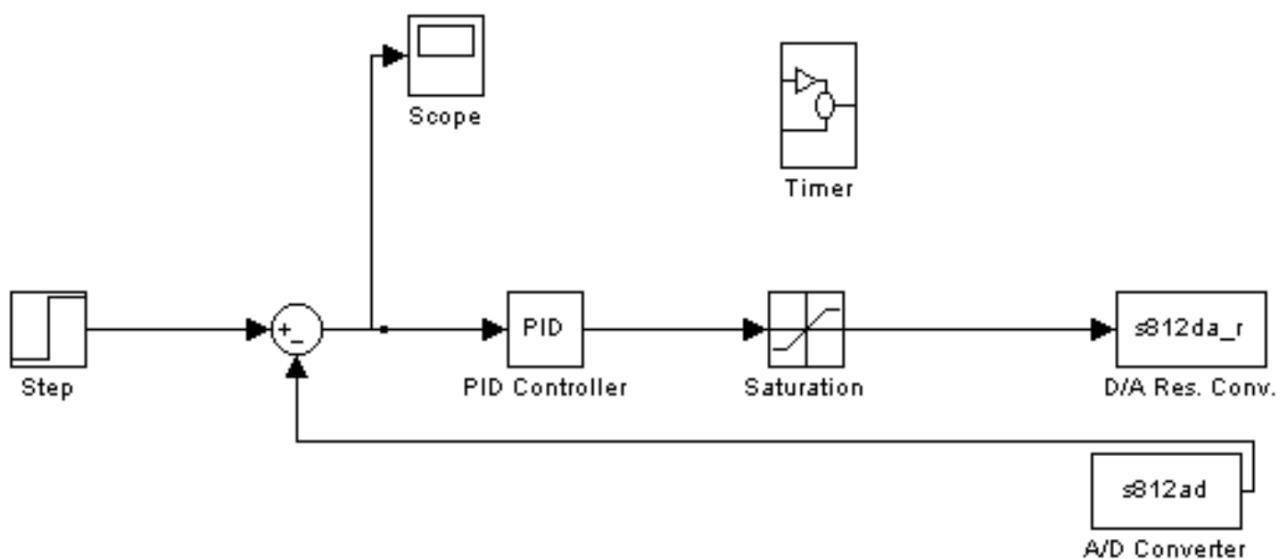 Scope
Timer
+
−
PID
s812da_r
Step
PID Controller
Saturation
D/A Res. Conv.
s812ad
A/D Converter